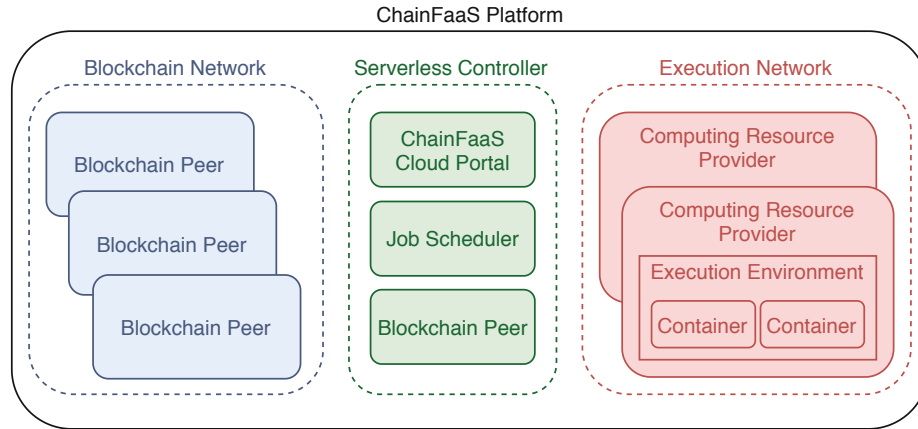 ChainFaaS Platform
Blockchain Network
Blockchain Peer
Blockchain Peer
Blockchain Peer
Serverless Controller
ChainFaaS
Cloud Portal
Job Scheduler
Blockchain Peer
Execution Network
Computing Resource
Provider
Computing Resource
Provider
Execution Environment
Container
Container